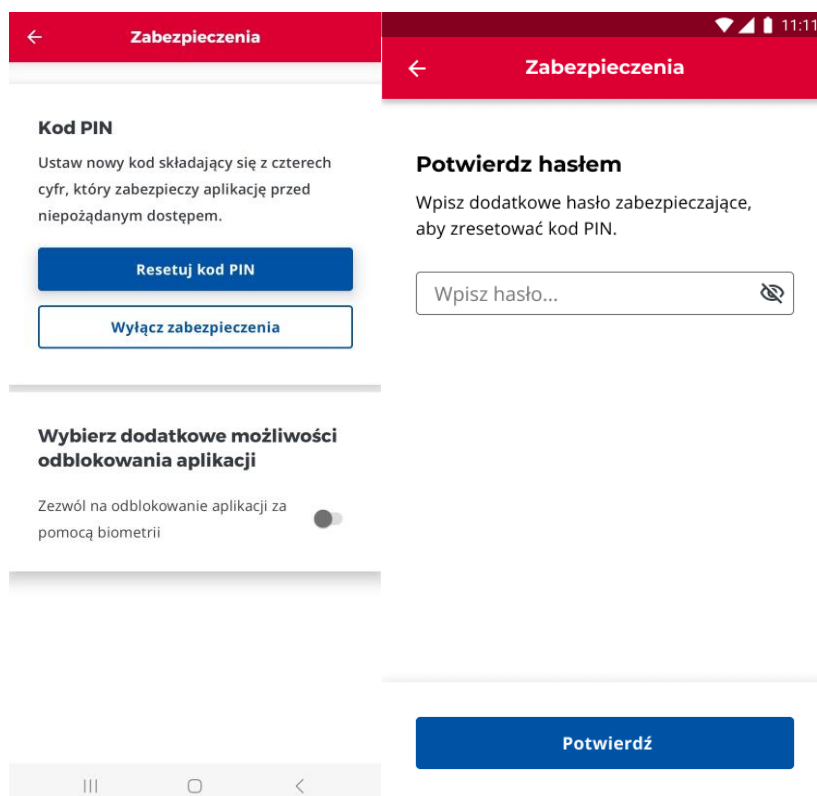 Zabezpieczenia
Kod PIN
Ustaw nowy kod składający się z czterech
cyfr, który zabezpieczy aplikację przed
niepożądanym dostępem.
Resetuj kod PIN
Wyłącz zabezpieczenia
Wybierz dodatkowe możliwości
odblokowania aplikacji
Zezwól na odblokowanie aplikacji za
pomocą biometrii
11:11
Zabezpieczenia
Potwierdz hasłem
Wpisz dodatkowe hasło zabezpieczające,
aby zresetować kod PIN.
Wpisz hasło...
Potwierdź